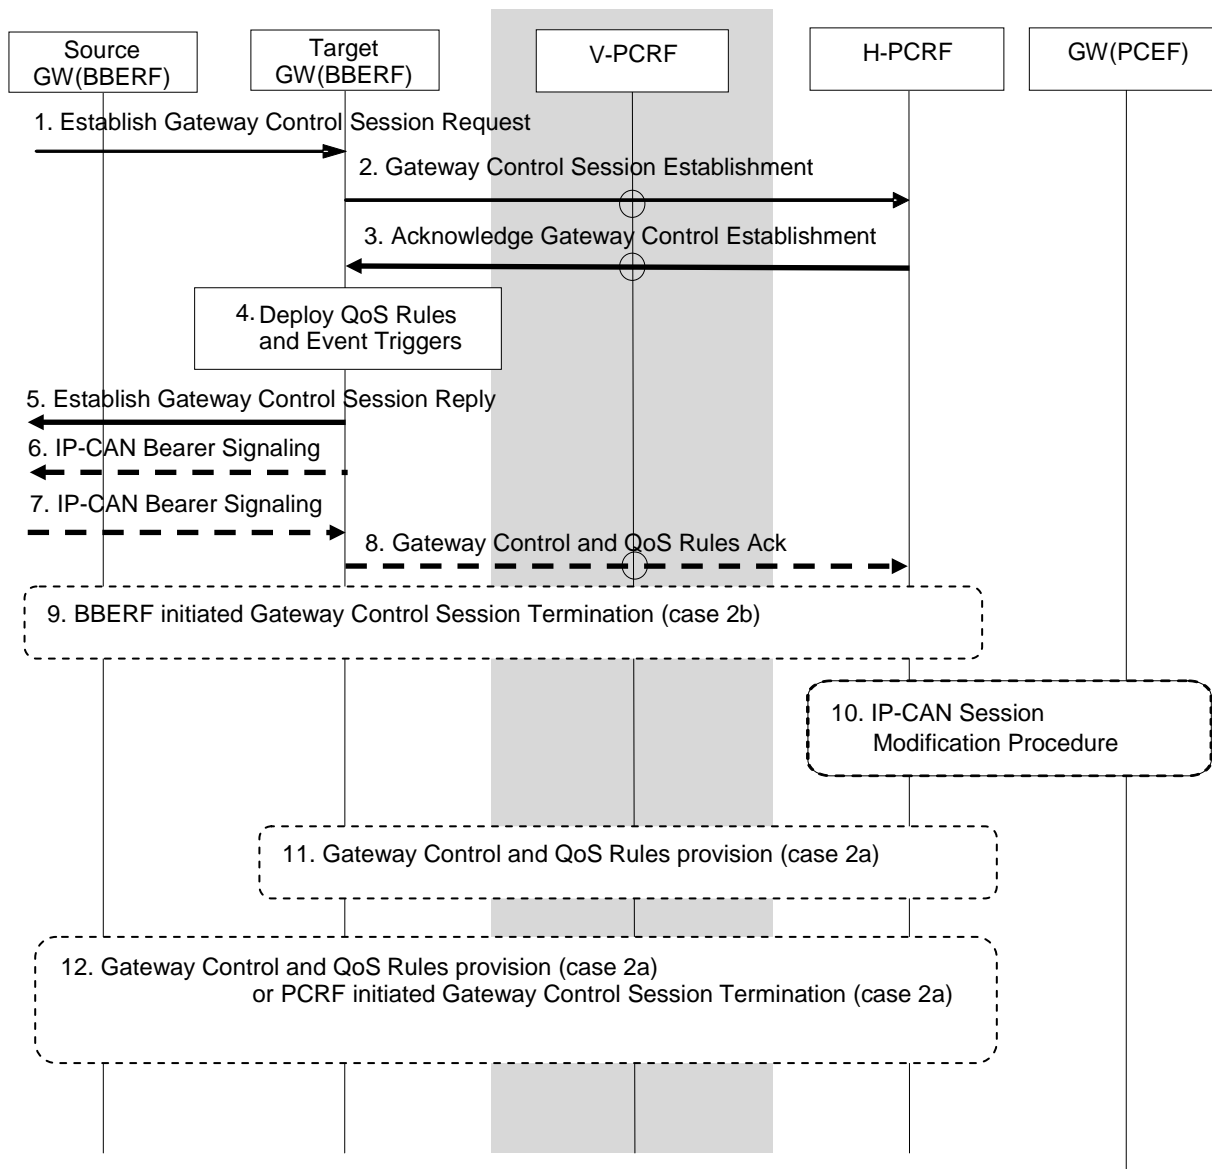 Source
GW(BBERF)
Target
GW(BBERF)
V-PCRF
H-PCRF
GW(PCEF)
1. Establish Gateway Control Session Request
2. Gateway Control Session Establishment
3. Acknowledge Gateway Control Establishment
4. Deploy QoS Rules
and Event Triggers
5. Establish Gateway Control Session Reply
6. IP-CAN Bearer Signaling
7. IP-CAN Bearer Signaling
8. Gateway Control and QoS Rules Ack
9. BBERF initiated Gateway Control Session Termination (case 2b)
10. IP-CAN Session
Modification Procedure
11. Gateway Control and QoS Rules provision (case 2a)
12. Gateway Control and QoS Rules provision (case 2a)
or PCRF initiated Gateway Control Session Termination (case 2a)